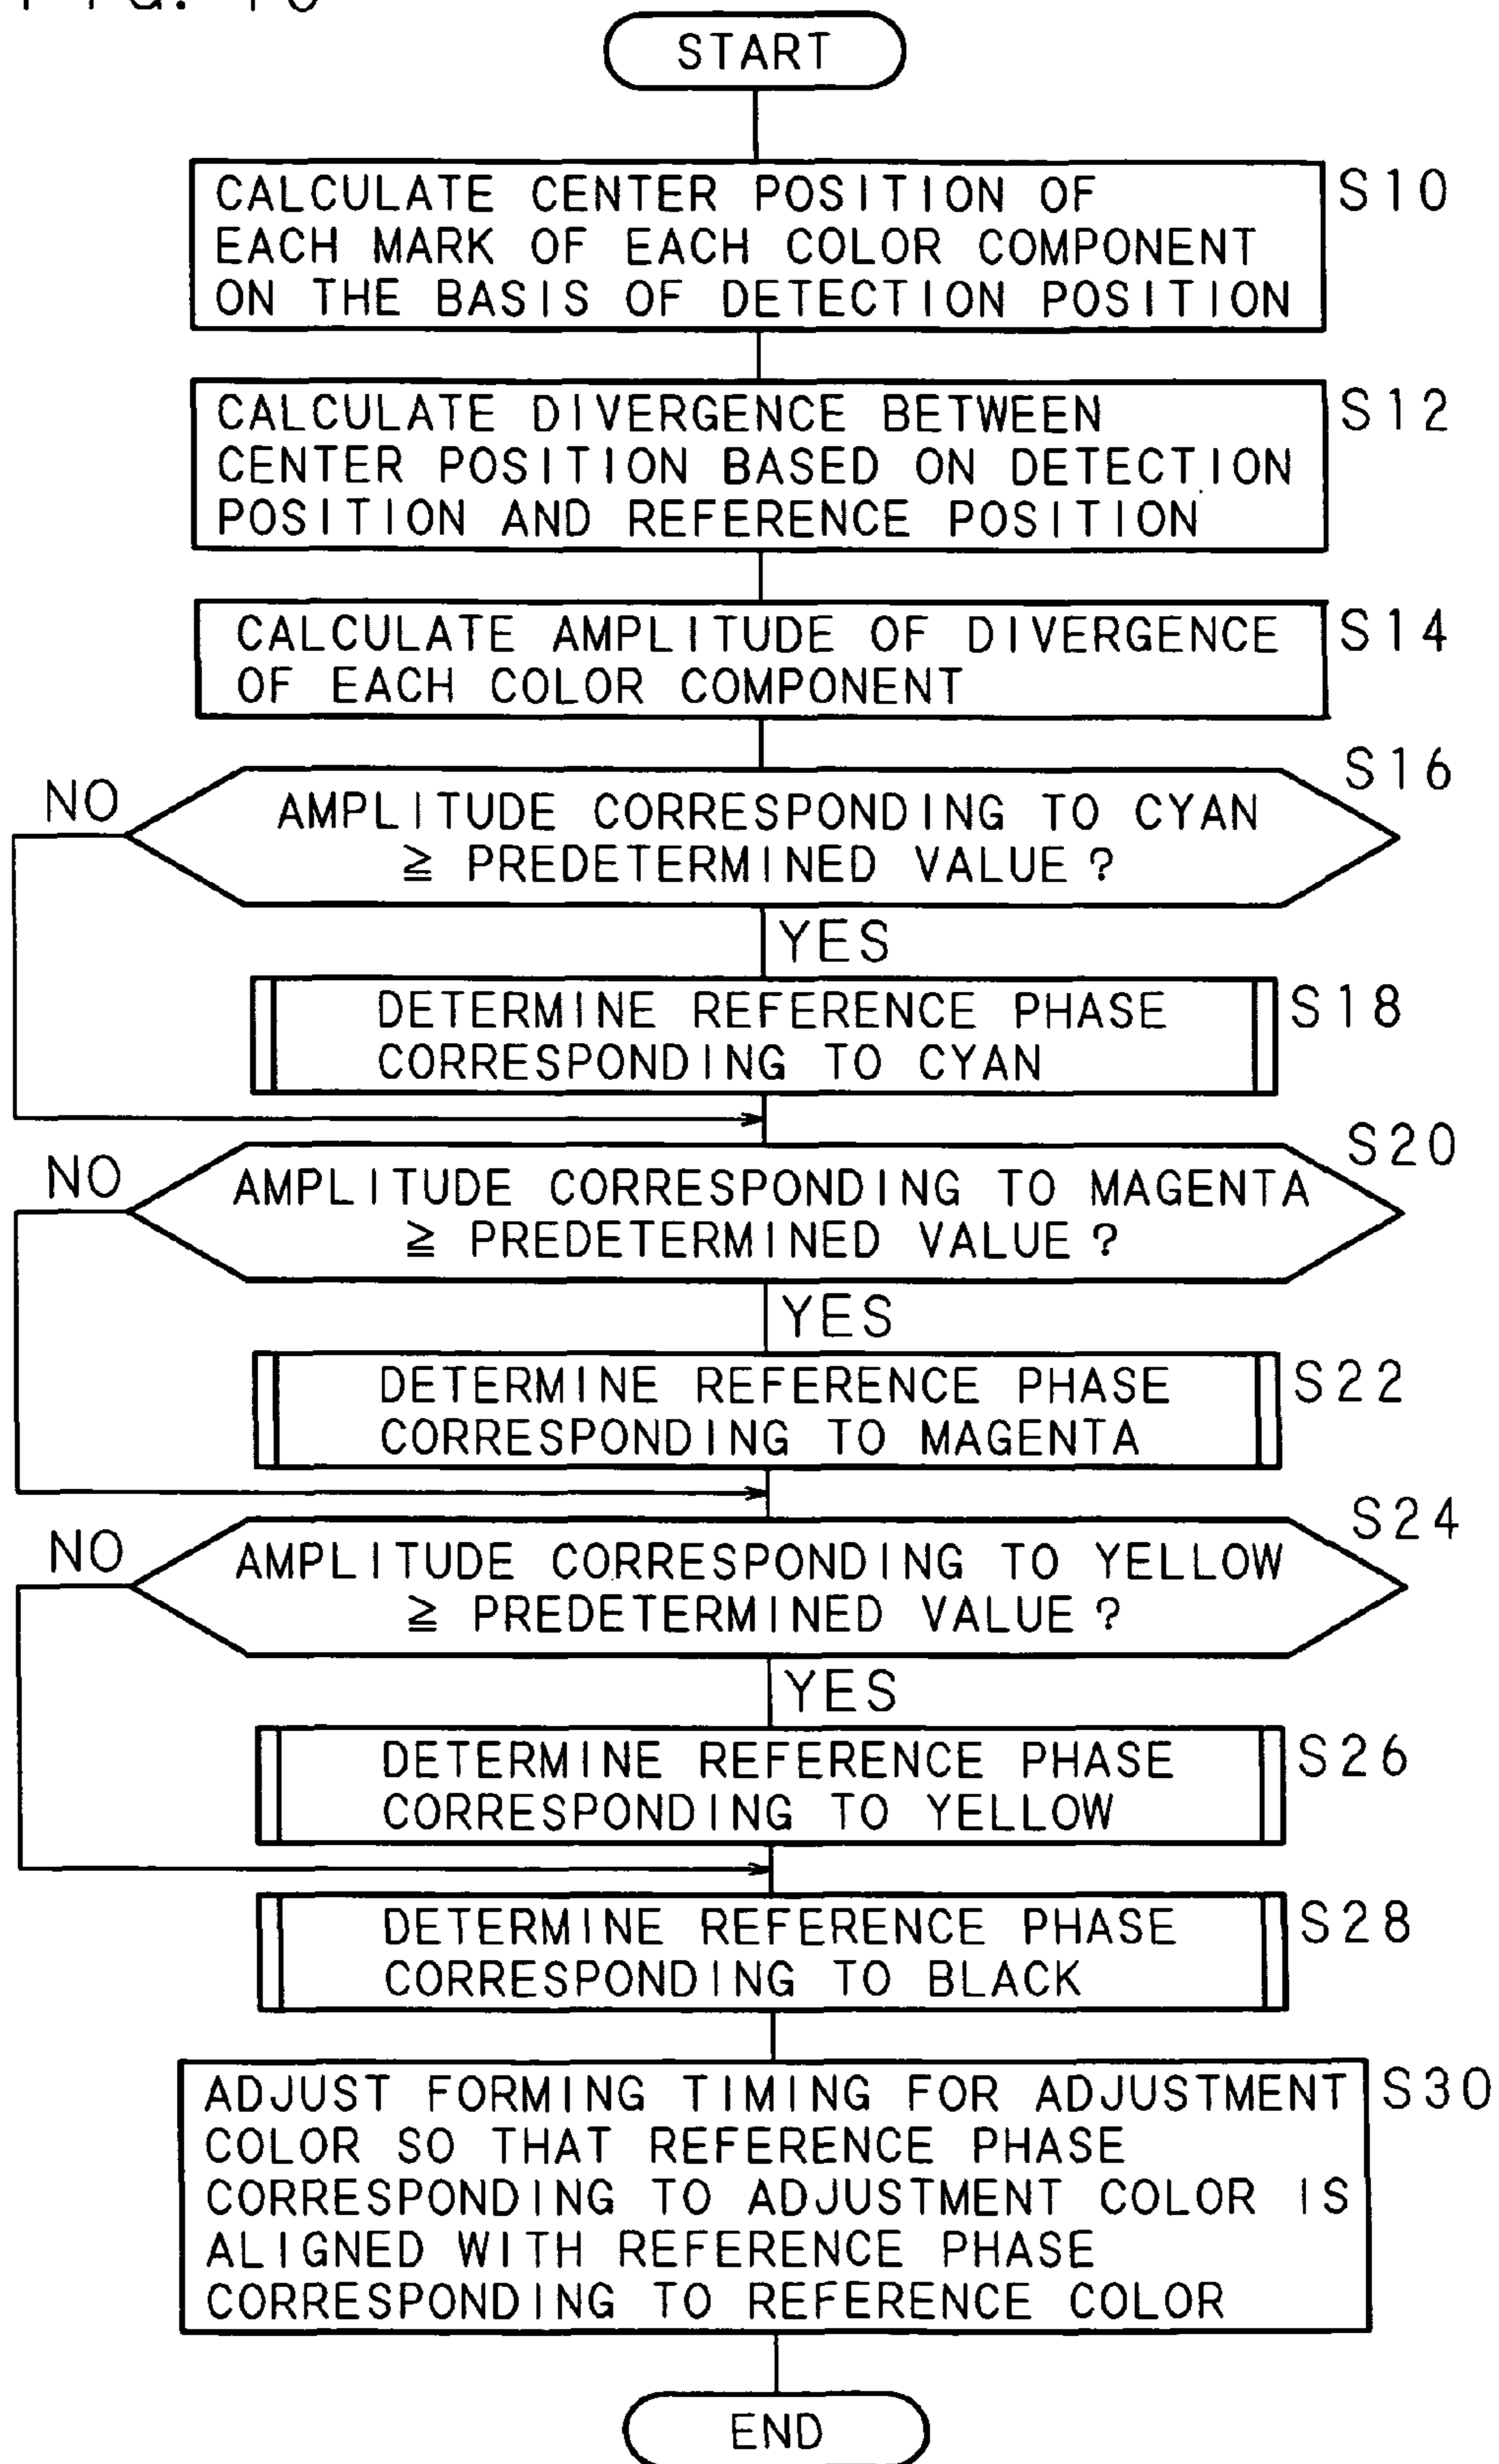 START
CALCULATE CENTER POSITION OF
EACH MARK OF EACH COLOR COMPONENT
ON THE BASIS OF DETECTION POSITION
S10
CALCULATE DIVERGENCE BETWEEN
CENTER POSITION BASED ON DETECTION
POSITION AND REFERENCE POSITION
S12
CALCULATE AMPLITUDE OF DIVERGENCE
OF EACH COLOR COMPONENT
S14
AMPLITUDE CORRESPONDING TO CYAN
≧ PREDETERMINED VALUE?
S16
NO
YES
DETERMINE REFERENCE PHASE
CORRESPONDING TO CYAN
S18
AMPLITUDE CORRESPONDING TO MAGENTA
≧ PREDETERMINED VALUE?
S20
NO
YES
DETERMINE REFERENCE PHASE
CORRESPONDING TO MAGENTA
S22
AMPLITUDE CORRESPONDING TO YELLOW
≧ PREDETERMINED VALUE?
S24
NO
YES
DETERMINE REFERENCE PHASE
CORRESPONDING TO YELLOW
S26
DETERMINE REFERENCE PHASE
CORRESPONDING TO BLACK
S28
ADJUST FORMING TIMING FOR ADJUSTMENT
COLOR SO THAT REFERENCE PHASE
CORRESPONDING TO ADJUSTMENT COLOR IS
ALIGNED WITH REFERENCE PHASE
CORRESPONDING TO REFERENCE COLOR
S30
END